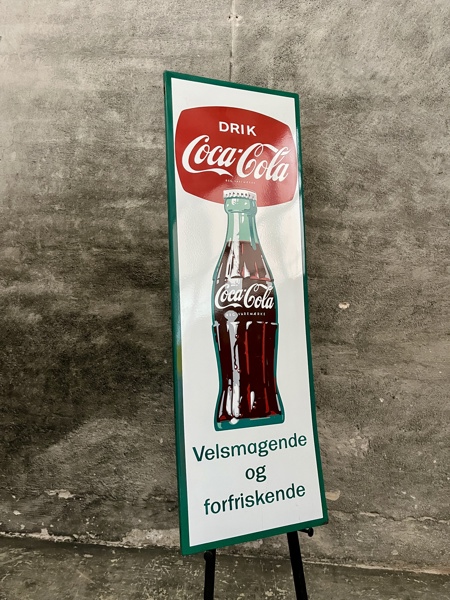 DRIK
Coca-Cola
Coca-Cola
Velsmagende
og
forfriskende